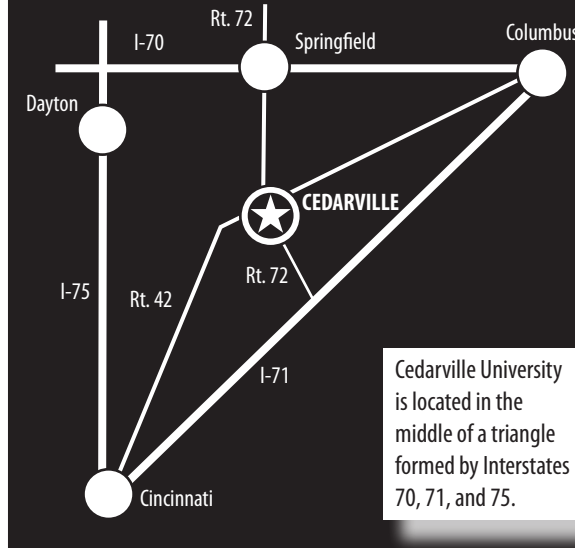 Rt. 72
I-70
Springfield
Columbus
Dayton
CEDARVILLE
Rt. 72
I-75
Rt. 42
I-71
Cedarville University
is located in the
middle of a triangle
formed by Interstates
70, 71, and 75.
Cincinnati